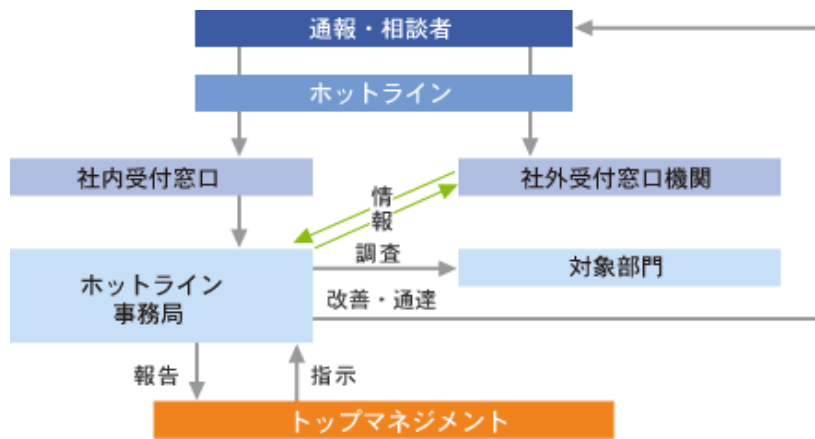 通報・相談者
ホットライン
社内受付窓口
社外受付窓口機関
情
報
調査
対象部門
ホットライン
事務局
改善・通達
報告
指示
トップマネジメント